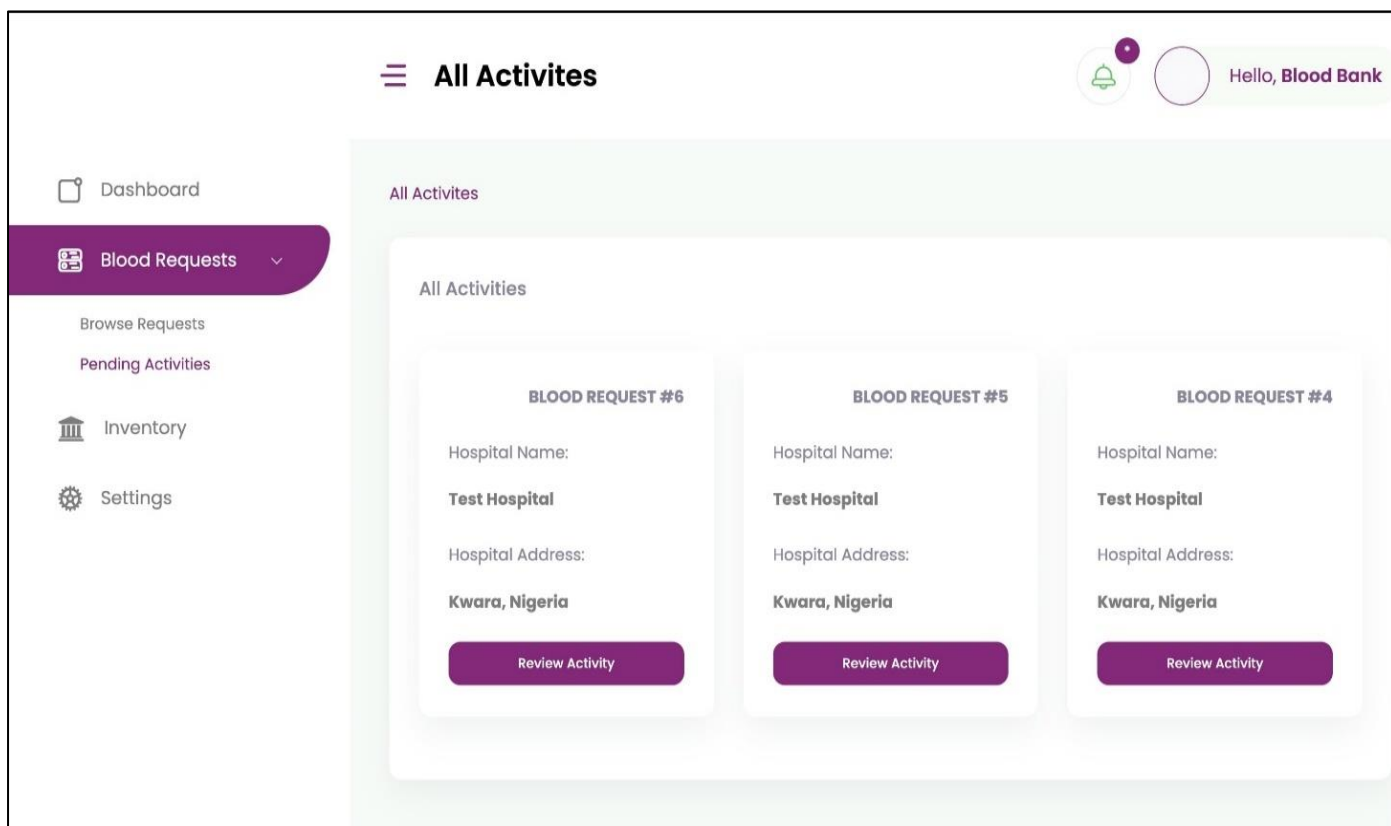 All Activites
*
Hello, Blood Bank
Dashboard
Blood Requests
Browse Requests
Pending Activities
Inventory
Settings
All Activites
All Activities
BLOOD REQUEST #6
Hospital Name:
Test Hospital
Hospital Address:
Kwara, Nigeria
Review Activity
BLOOD REQUEST #5
Hospital Name:
Test Hospital
Hospital Address:
Kwara, Nigeria
Review Activity
BLOOD REQUEST #4
Hospital Name:
Test Hospital
Hospital Address:
Kwara, Nigeria
Review Activity